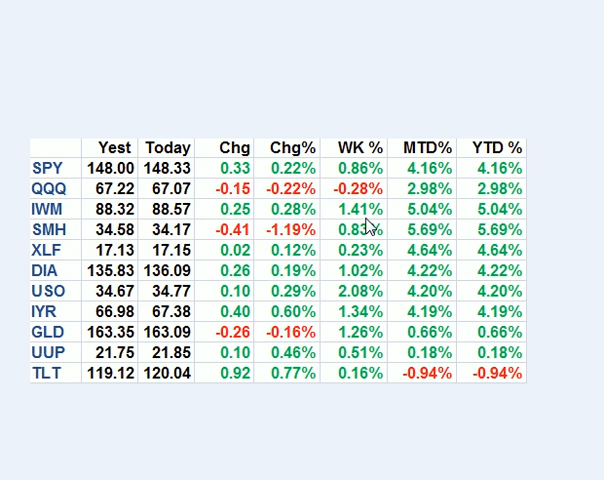 Yest Today Chg Chg% WK % MTD% YTD %
SPY 148.00 148.33 0.33 0.22% 0.86% 4.16% 4.16%
QQQ 67.22 67.07 -0.15 -0.22% -0.28% 2.98% 2.98%
IWM 88.32 88.57 0.25 0.28% 1.41% 5.04% 5.04%
SMH 34.58 34.17 -0.41 -1.19% 0.83% 5.69% 5.69%
XLF 17.13 17.15 0.02 0.12% 0.23% 4.64% 4.64%
DIA 135.83 136.09 0.26 0.19% 1.02% 4.22% 4.22%
USO 34.67 34.77 0.10 0.29% 2.08% 4.20% 4.20%
IYR 66.98 67.38 0.40 0.60% 1.34% 4.19% 4.19%
GLD 163.35 163.09 -0.26 -0.16% 1.26% 0.66% 0.66%
UUP 21.75 21.85 0.10 0.46% 0.51% 0.18% 0.18%
TLT 119.12 120.04 0.92 0.77% 0.16% -0.94% -0.94%